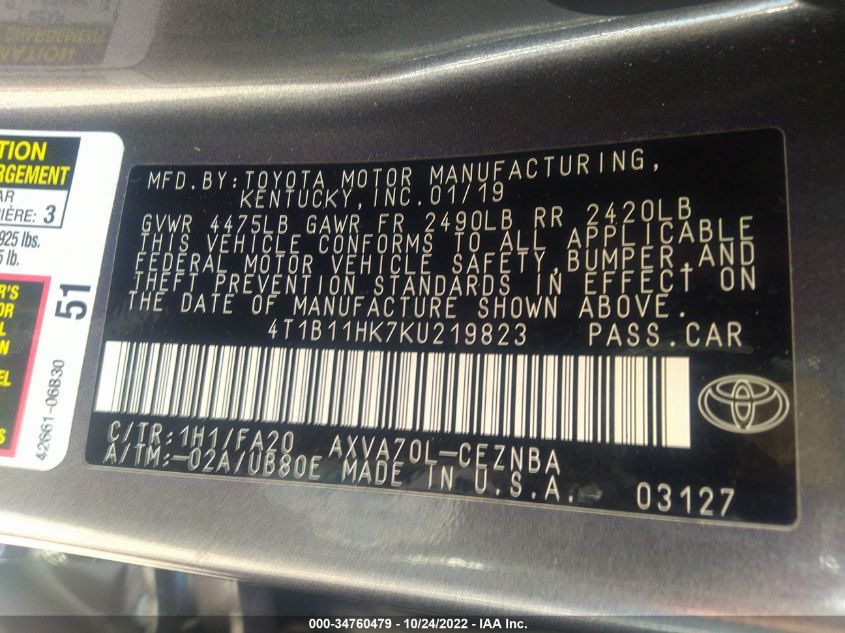 TION
RGEMENT
AR
IÈRE: 3
925 lbs.
5 lb.
R'S
OR
EL
51
42661-06B30
MFD.BY:TOYOTA MOTOR MANUFACTURING,
KENTUCKY,INC.01/19
GVWR 4475LB GAWR FR 2490LB RR 2420LB
THIS VEHICLE CONFORMS TO ALL APPLICABLE
FEDERAL MOTOR VEHICLE SAFETY,BUMPER,AND
THEFT PREVENTION STANDARDS IN EFFECT ON
THE DATE OF MANUFACTURE SHOWN ABOVE.
4T1B11HK7KU219823 PASS.CAR
C/TR:1H1/FA20 AXVA70L-CEZNBA
A/TM:-02A/UB80E MADE IN U.S.A. 03127
000-34760479 - 10/24/2022 - IAA Inc.